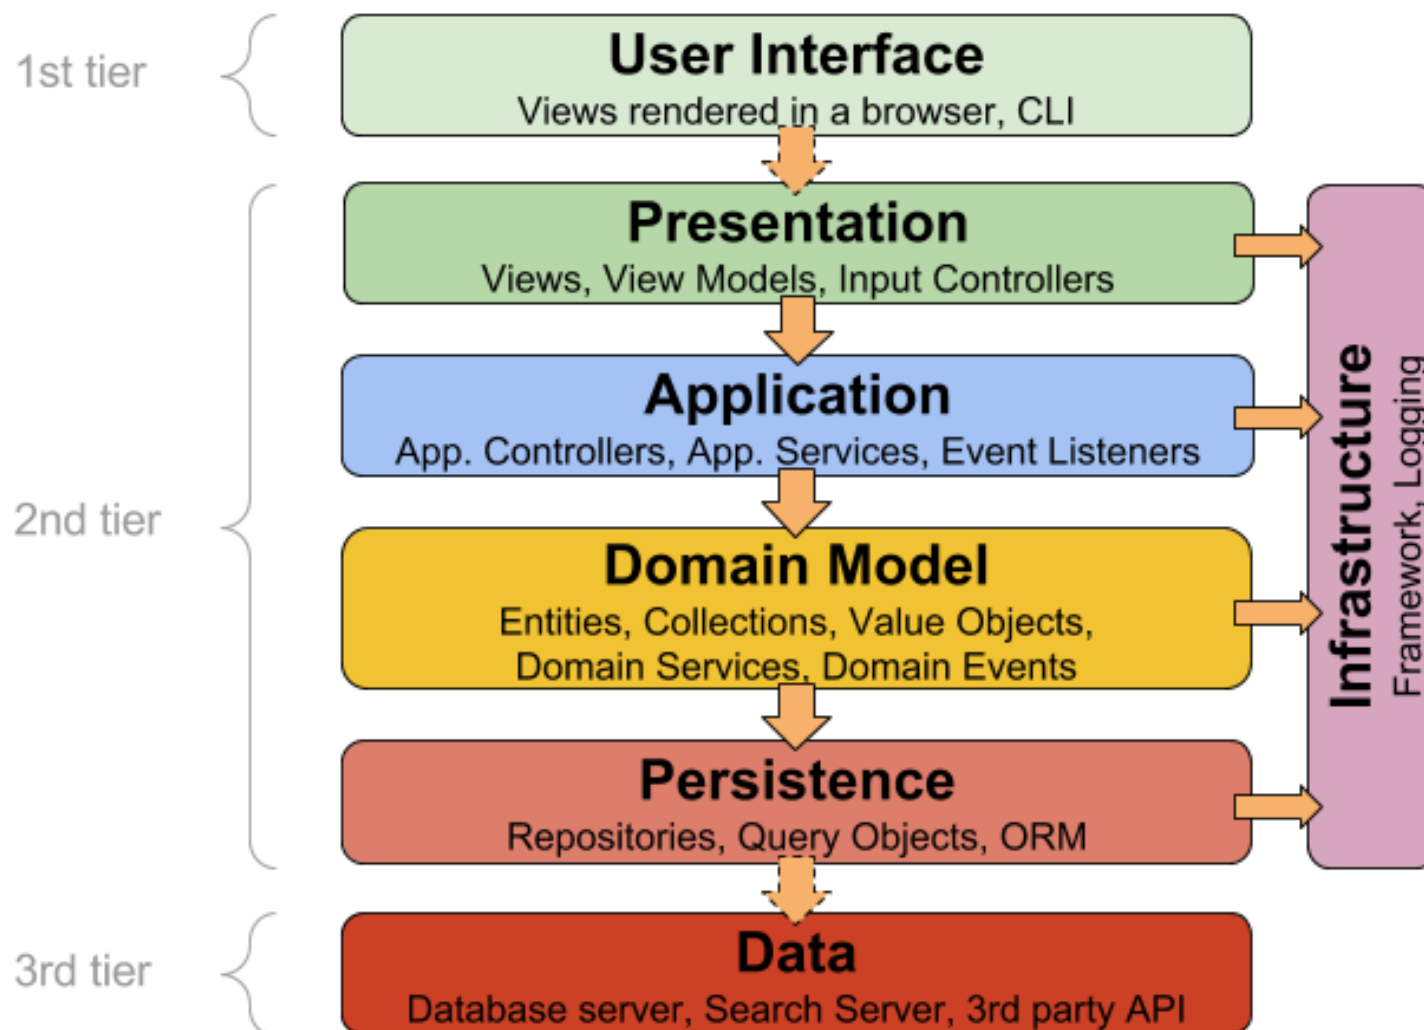 1st tier
User Interface
Views rendered in a browser, CLI
2nd tier
Presentation
Views, View Models, Input Controllers
Application
App. Controllers, App. Services, Event Listeners
Domain Model
Entities, Collections, Value Objects,
Domain Services, Domain Events
Persistence
Repositories, Query Objects, ORM
Infrastructure
Framework, Logging
3rd tier
Data
Database server, Search Server, 3rd party API